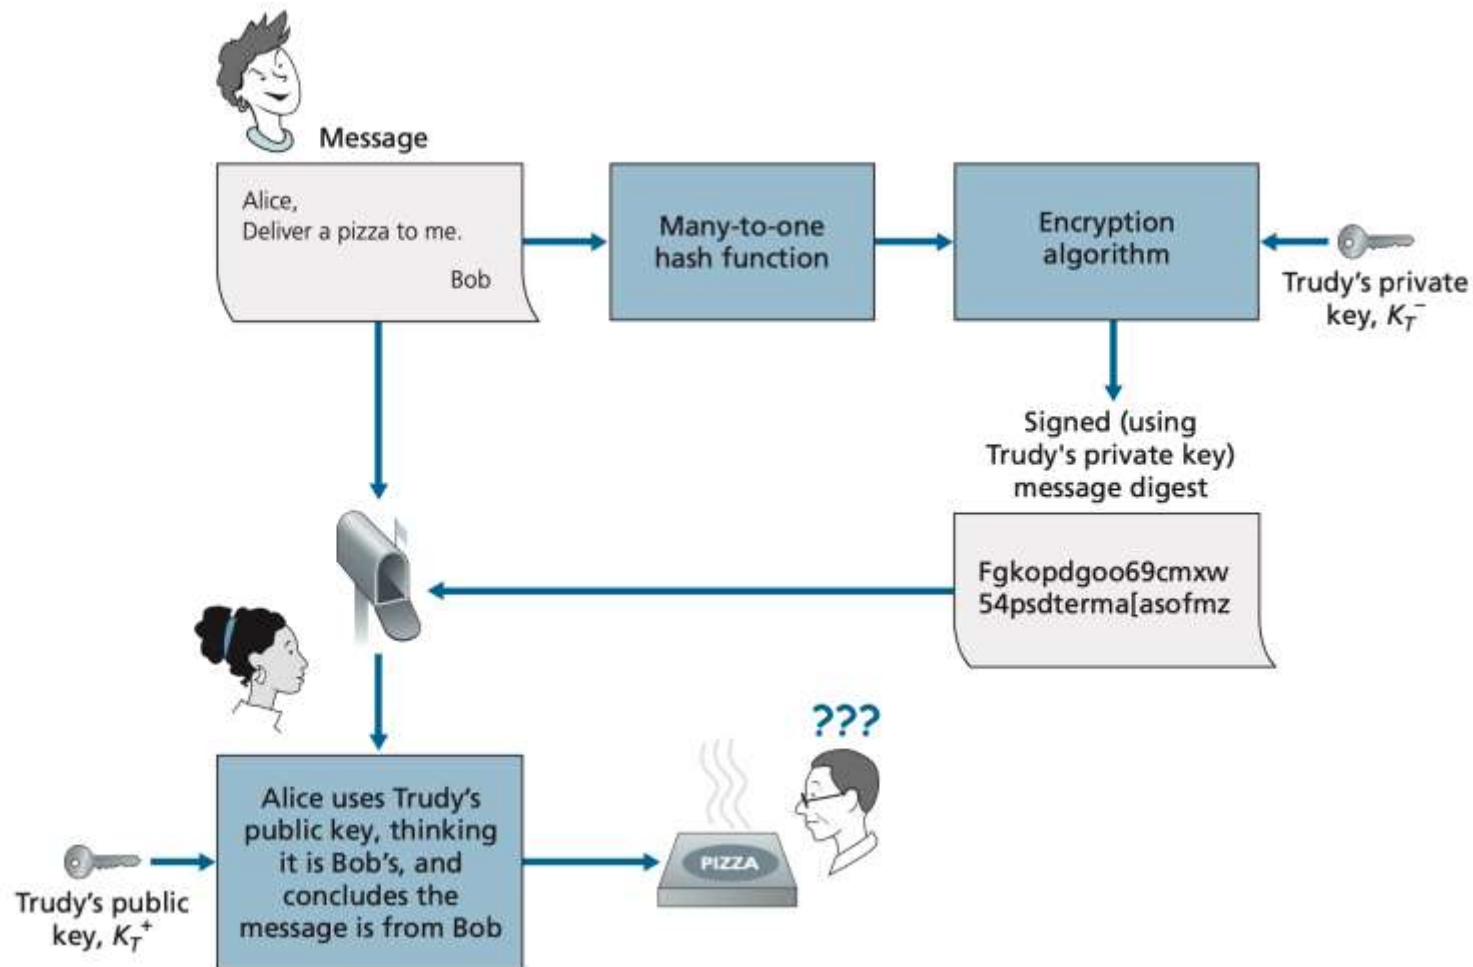 Message
Alice,
Deliver a pizza to me.
Bob
Many-to-one
hash function
Encryption
algorithm
Trudy's private
key, K_T^-
Signed (using
Trudy's private key)
message digest
Fgkopdgoo69cmxw
54psdterma[asofmz
???
Alice uses Trudy's
public key, thinking
it is Bob's, and
concludes the
message is from Bob
PIZZA
Trudy's public
key, K_T^+